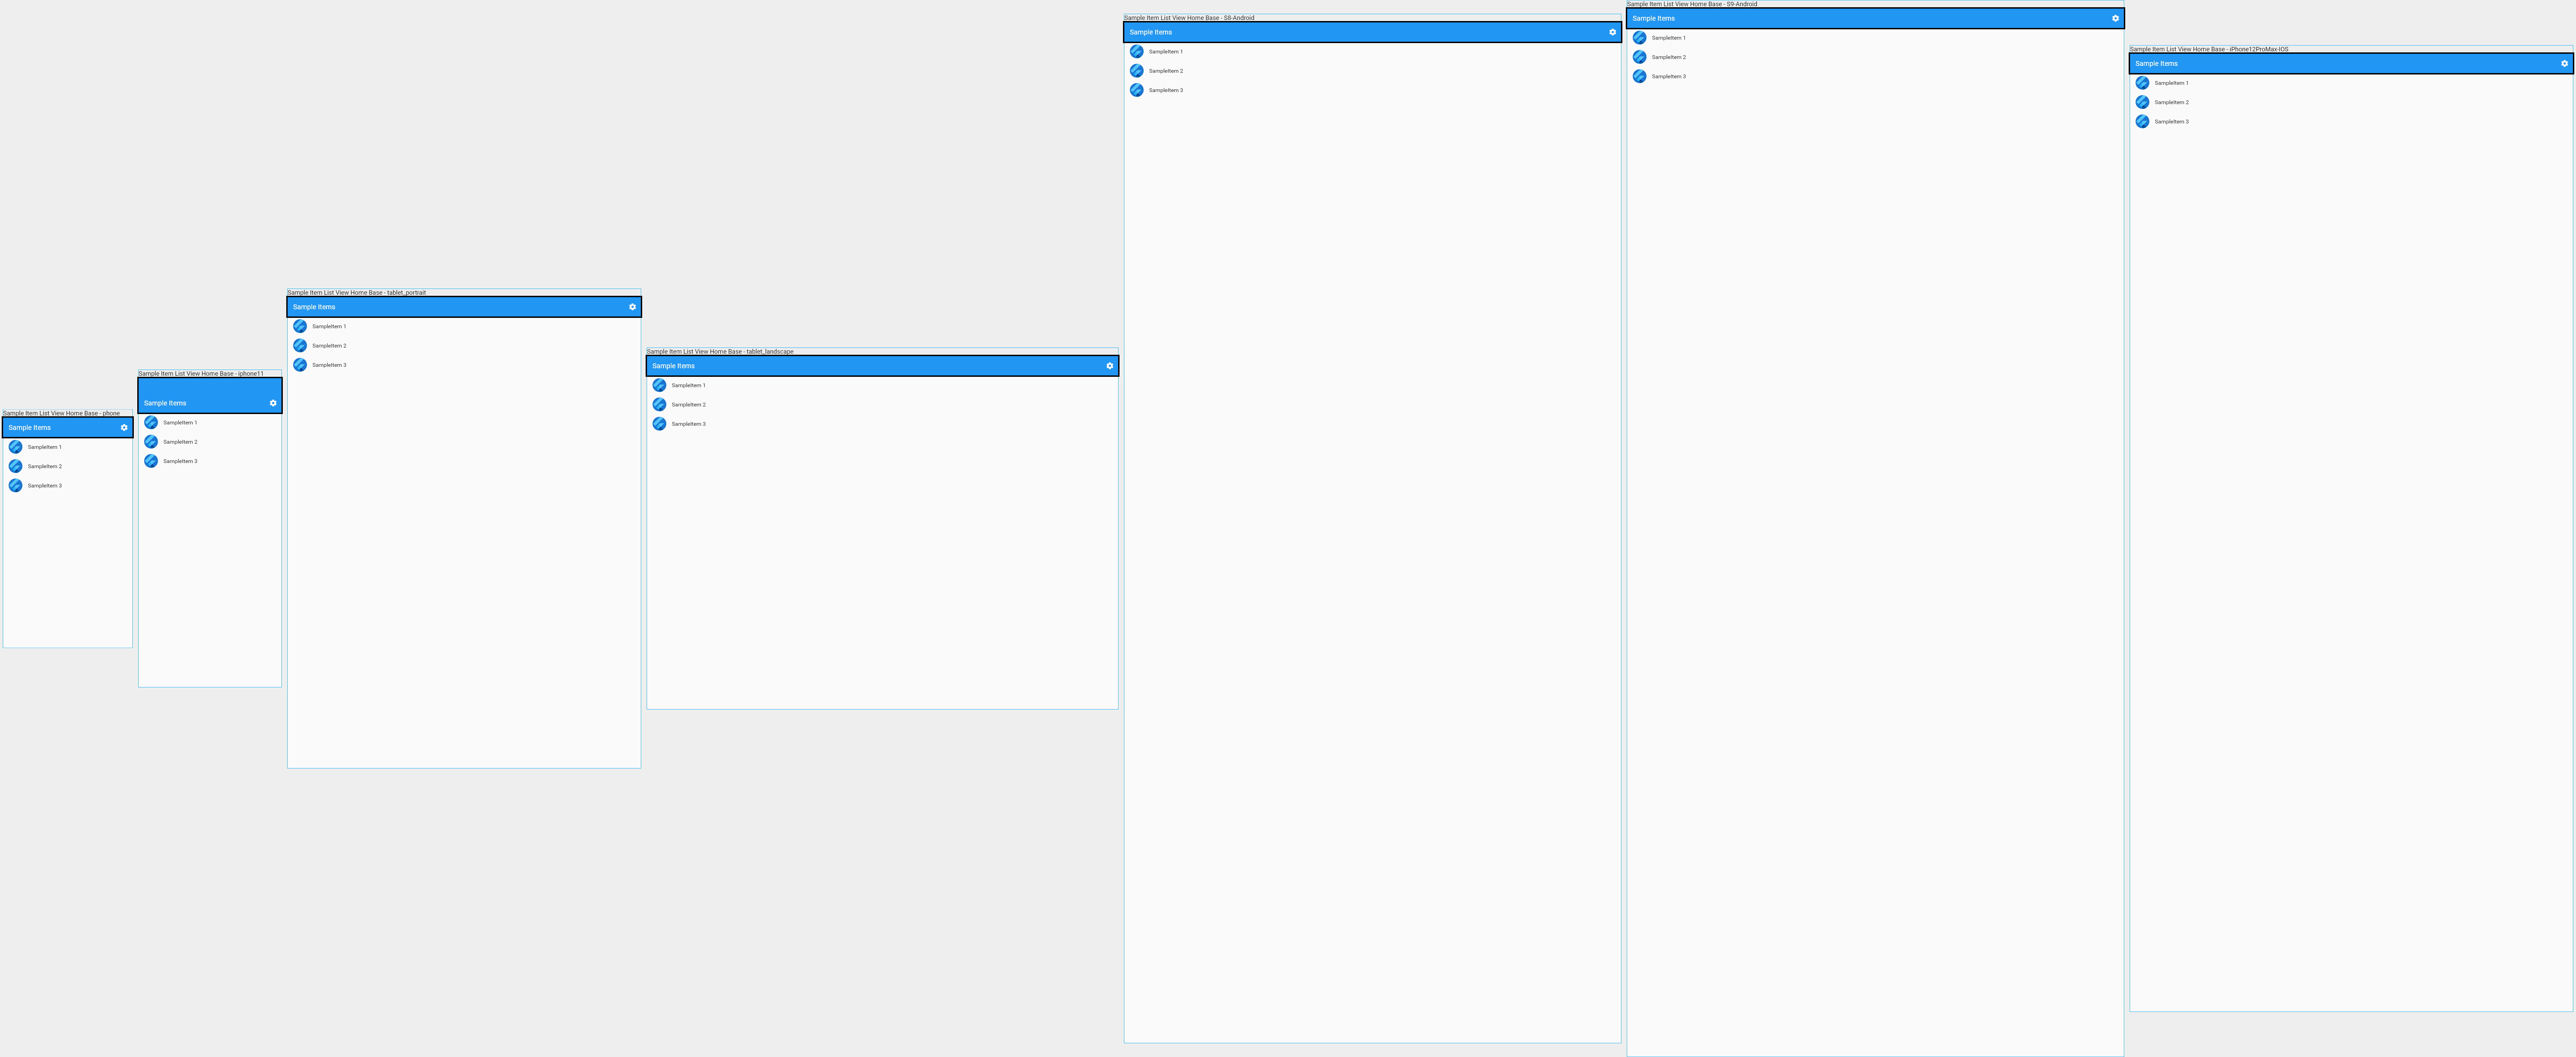 Sample Item List View Home Base - phone
Sample Items
SampleItem 1
SampleItem 2
SampleItem 3
Sample Item List View Home Base - iphone11
Sample Items
SampleItem 1
SampleItem 2
SampleItem 3
Sample Item List View Home Base - tablet_portrait
Sample Items
SampleItem 1
SampleItem 2
SampleItem 3
Sample Item List View Home Base - tablet_landscape
Sample Items
SampleItem 1
SampleItem 2
SampleItem 3
Sample Item List View Home Base - S8-Android
Sample Items
SampleItem 1
SampleItem 2
SampleItem 3
Sample Item List View Home Base - S9-Android
Sample Items
SampleItem 1
SampleItem 2
SampleItem 3
Sample Item List View Home Base - iPhone12ProMax-IOS
Sample Items
SampleItem 1
SampleItem 2
SampleItem 3